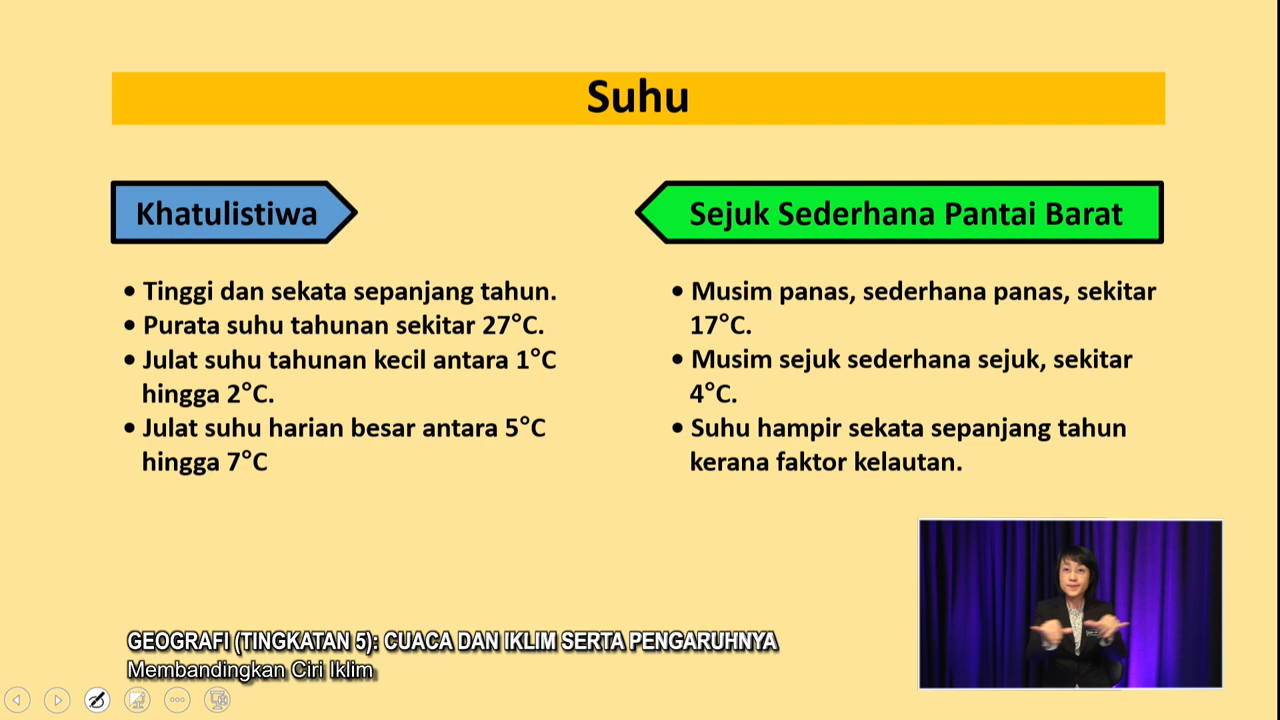 Suhu
Khatulistiwa
• Tinggi dan sekata sepanjang tahun.
• Purata suhu tahunan sekitar 27°C.
• Julat suhu tahunan kecil antara 1°C
hingga 2°C.
• Julat suhu harian besar antara 5°C
hingga 7°C
Sejuk Sederhana Pantai Barat
• Musim panas, sederhana panas, sekitar
17°C.
• Musim sejuk sederhana sejuk, sekitar
4°C.
• Suhu hampir sekata sepanjang tahun
kerana faktor kelautan.
GEOGRAFI (TINGKATAN 5): CUACA DAN IKLIM SERTA PENGARUHNYA
Membandingkan Ciri Iklim